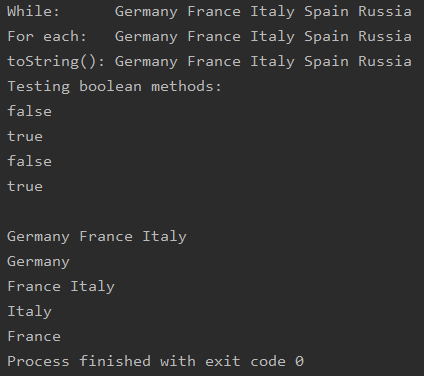 While:      Germany France Italy Spain Russia
For each:   Germany France Italy Spain Russia
toString(): Germany France Italy Spain Russia
Testing boolean methods:
false
true
false
true

Germany France Italy
Germany
France Italy
Italy
France
Process finished with exit code 0